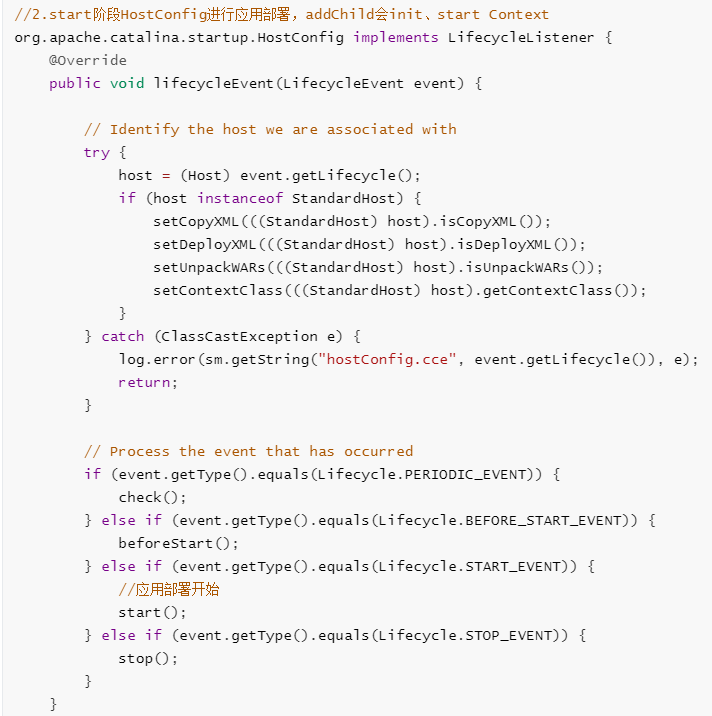 //2.start阶段HostConfig进行应用部署，addChild会init、start Context
org.apache.catalina.startup.HostConfig implements LifecycleListener {
    @Override
    public void lifecycleEvent(LifecycleEvent event) {

        // Identify the host we are associated with
        try {
            host = (Host) event.getLifecycle();
            if (host instanceof StandardHost) {
                setCopyXML(((StandardHost) host).isCopyXML());
                setDeployXML(((StandardHost) host).isDeployXML());
                setUnpackWARs(((StandardHost) host).isUnpackWARs());
                setContextClass(((StandardHost) host).getContextClass());
            }
        } catch (ClassCastException e) {
            log.error(sm.getString("hostConfig.cce", event.getLifecycle()), e);
            return;
        }

        // Process the event that has occurred
        if (event.getType().equals(Lifecycle.PERIODIC_EVENT)) {
            check();
        } else if (event.getType().equals(Lifecycle.BEFORE_START_EVENT)) {
            beforeStart();
        } else if (event.getType().equals(Lifecycle.START_EVENT)) {
            //应用部署开始
            start();
        } else if (event.getType().equals(Lifecycle.STOP_EVENT)) {
            stop();
        }
    }